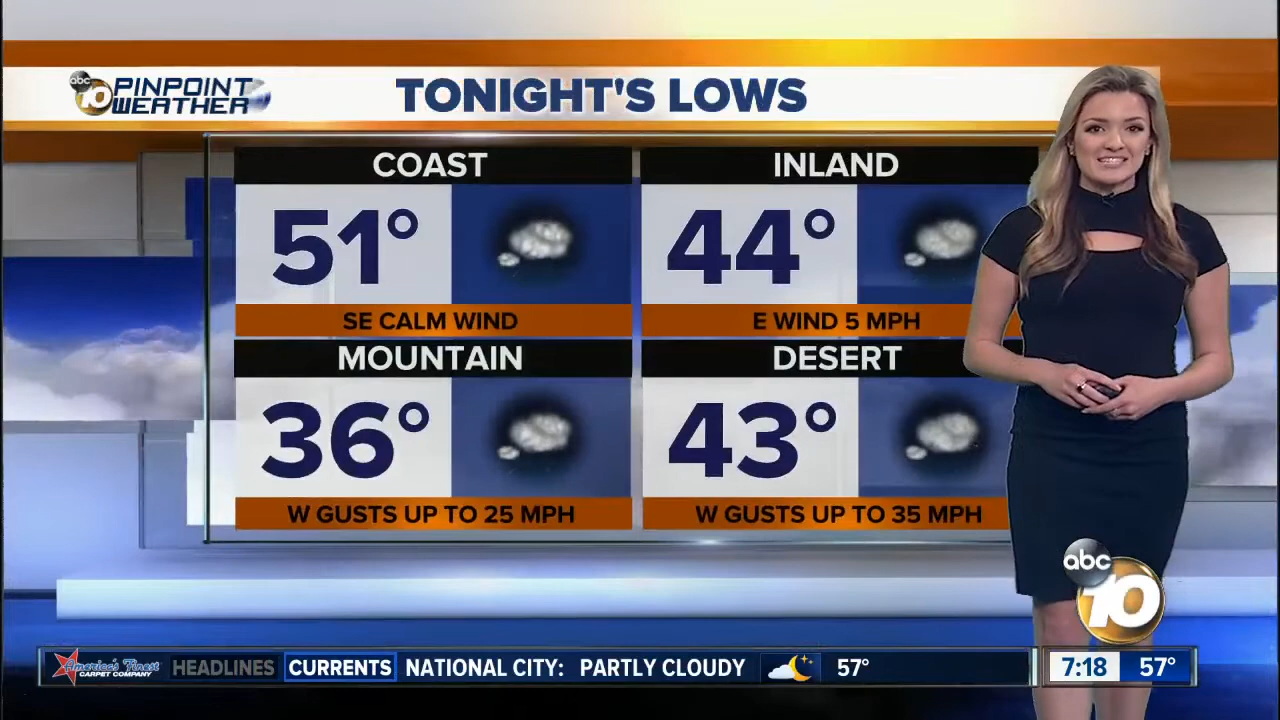 abc 10 PINPOINT WEATHER
TONIGHT'S LOWS
COAST
51°
SE CALM WIND
INLAND
44°
E WIND 5 MPH
MOUNTAIN
36°
W GUSTS UP TO 25 MPH
DESERT
43°
W GUSTS UP TO 35 MPH
abc 10
America's Finest
CARPET COMPANY
HEADLINES CURRENTS NATIONAL CITY: PARTLY CLOUDY 57°
7:18 57°